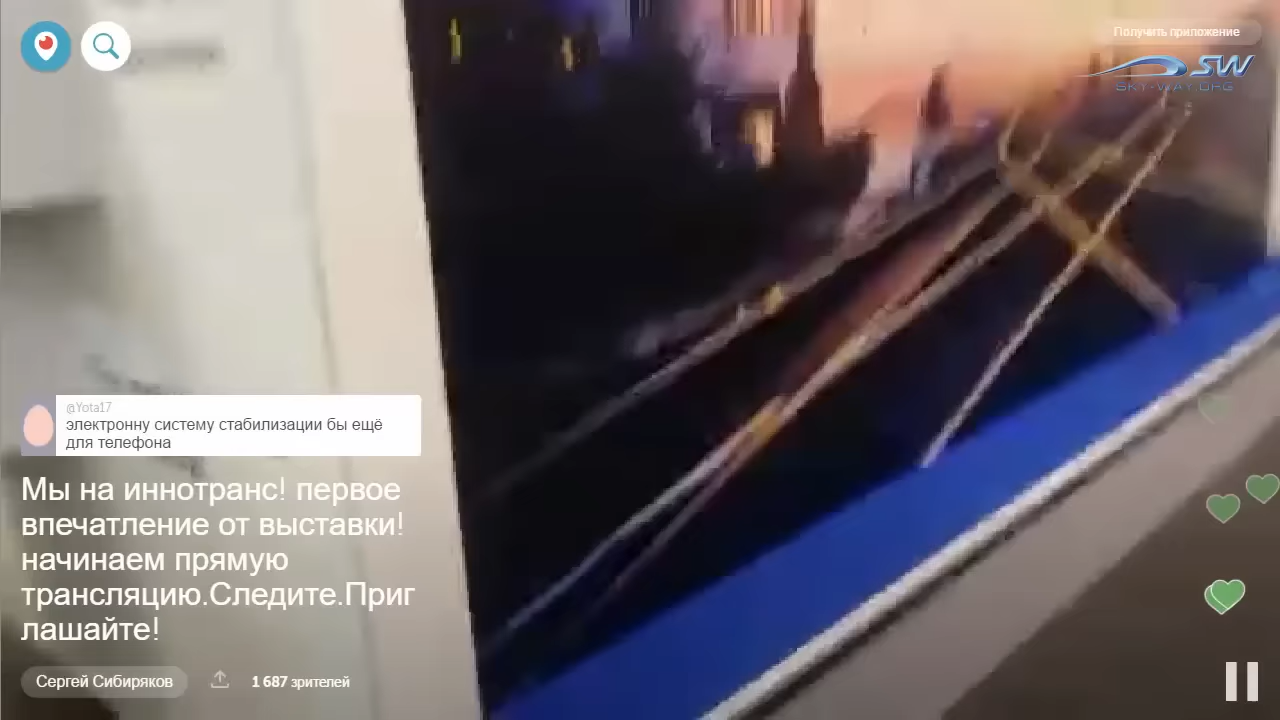 Получить приложение
SW
SKY-WAY.ORG
@Yota17
электронну систему стабилизации бы ещё
для телефона
Мы на иннотранс! первое
впечатление от выставки!
начинаем прямую
трансляцию.Следите.Приг
лашайте!
Сергей Сибиряков
1 687 зрителей